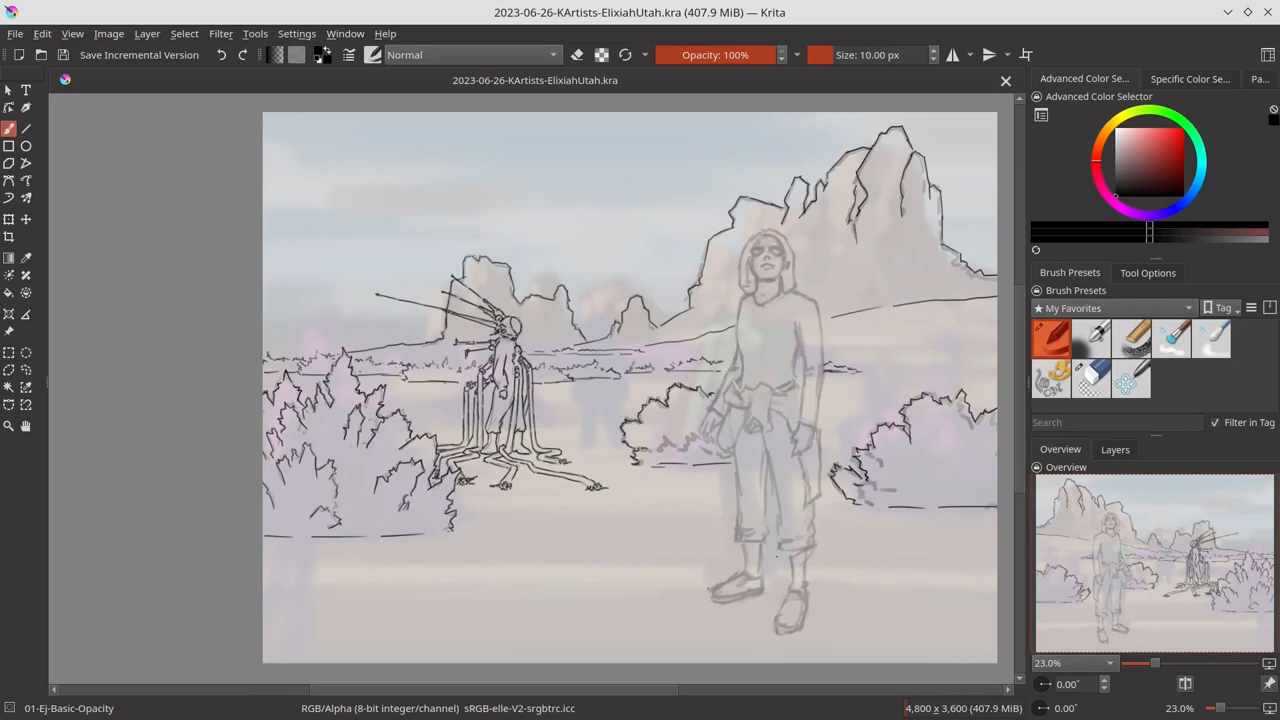 2023-06-26-KArtists-ElixiahUtah.kra (407.9 MiB) — Krita
File Edit View Image Layer Select Filter Tools Settings Window Help
Save Incremental Version
Normal
Opacity: 100%
Size: 10.00 px
2023-06-26-KArtists-ElixiahUtah.kra
Advanced Color Se...
Specific Color Se...
Pa...
Advanced Color Selector
Brush Presets
Tool Options
Brush Presets
★ My Favorites
Tag
Search
Filter in Tag
Overview
Layers
Overview
23.0%
0.00°
01-Ej-Basic-Opacity
RGB/Alpha (8-bit integer/channel) sRGB-elle-V2-srgbtrc.icc
4,800 x 3,600 (407.9 MiB)
0.00°
23.0%